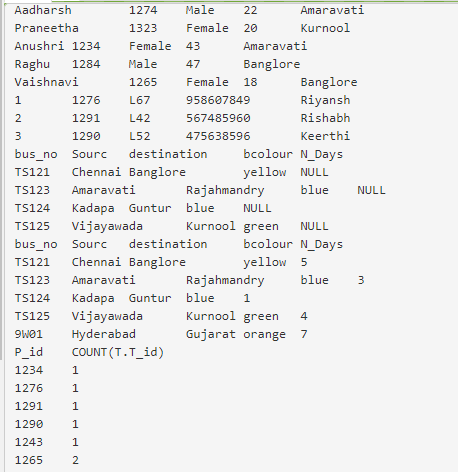 Aadharsh 1274 Male 22 Amaravati
Praneetha 1323 Female 20 Kurnool
Anushri 1234 Female 43 Amaravati
Raghu 1284 Male 47 Banglore
Vaishnavi 1265 Female 18 Banglore
1 1276 L67 958607849 Riyansh
2 1291 L42 567485960 Rishabh
3 1290 L52 475638596 Keerthi
bus_no Sourc destination bcolour N_Days
TS121 Chennai Banglore yellow NULL
TS123 Amaravati Rajahmandry blue NULL
TS124 Kadapa Guntur blue NULL
TS125 Vijayawada Kurnool green NULL
bus_no Sourc destination bcolour N_Days
TS121 Chennai Banglore yellow 5
TS123 Amaravati Rajahmandry blue 3
TS124 Kadapa Guntur blue 1
TS125 Vijayawada Kurnool green 4
9W01 Hyderabad Gujarat orange 7
P_id COUNT(T.T_id)
1234 1
1276 1
1291 1
1290 1
1243 1
1265 2